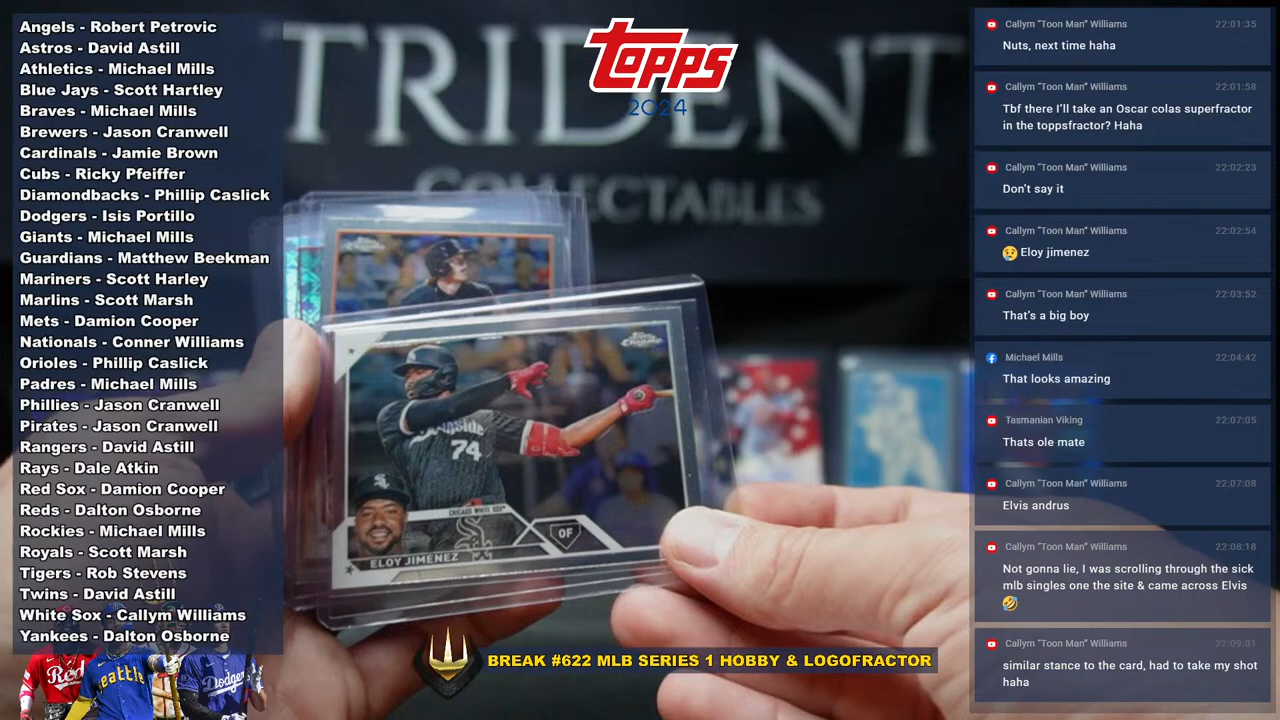 Angels - Robert Petrovic
Astros - David Astill
Athletics - Michael Mills
Blue Jays - Scott Hartley
Braves - Michael Mills
Brewers - Jason Cranwell
Cardinals - Jamie Brown
Cubs - Ricky Pfeiffer
Diamondbacks - Phillip Caslick
Dodgers - Isis Portillo
Giants - Michael Mills
Guardians - Matthew Beekman
Mariners - Scott Harley
Marlins - Scott Marsh
Mets - Damion Cooper
Nationals - Conner Williams
Orioles - Phillip Caslick
Padres - Michael Mills
Phillies - Jason Cranwell
Pirates - Jason Cranwell
Rangers - David Astill
Rays - Dale Atkin
Red Sox - Damion Cooper
Reds - Dalton Osborne
Rockies - Michael Mills
Royals - Scott Marsh
Tigers - Rob Stevens
Twins - David Astill
White Sox - Callym Williams
Yankees - Dalton Osborne
Reds
seattle
Dodgers
TRIDENT
COLLECTABLES
topps
2024
Chrome
74
CHICAGO WHITE SOX
OF
ELOY JIMENEZ
BREAK #622 MLB SERIES 1 HOBBY & LOGOFRACTOR
Callym "Toon Man" Williams 22:01:35
Nuts, next time haha
Callym "Toon Man" Williams 22:01:58
Tbf there I'll take an Oscar colas superfractor
in the toppsfractor? Haha
Callym "Toon Man" Williams 22:02:23
Don't say it
Callym "Toon Man" Williams 22:02:54
😢 Eloy jimenez
Callym "Toon Man" Williams 22:03:52
That's a big boy
Michael Mills 22:04:42
That looks amazing
Tasmanian Viking 22:07:05
Thats ole mate
Callym "Toon Man" Williams 22:07:08
Elvis andrus
Callym "Toon Man" Williams 22:08:18
Not gonna lie, I was scrolling through the sick
mlb singles one the site & came across Elvis
🤣
Callym "Toon Man" Williams 22:09:01
similar stance to the card, had to take my shot
haha